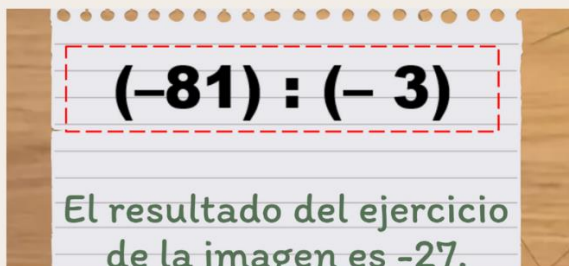 (–81) : (– 3)
El resultado del ejercicio
de la imagen es -27.